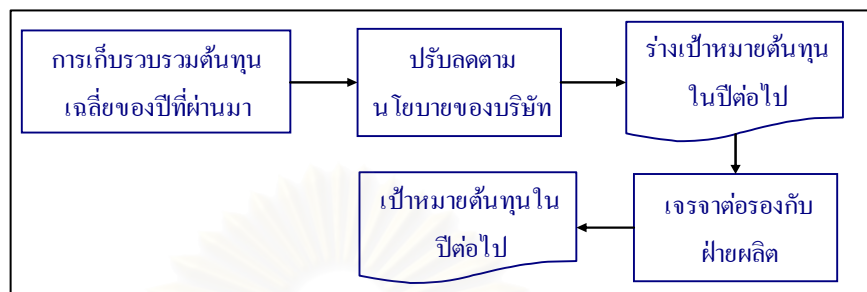 การเก็บรวบรวมต้นทุน
เฉลี่ยของปีที่ผ่านมา
ปรับลดตาม
นโยบายของบริษัท
ร่างเป้าหมายต้นทุน
ในปีต่อไป
เจรจาต่อรองกับ
ฝ่ายผลิต
เป้าหมายต้นทุนใน
ปีต่อไป